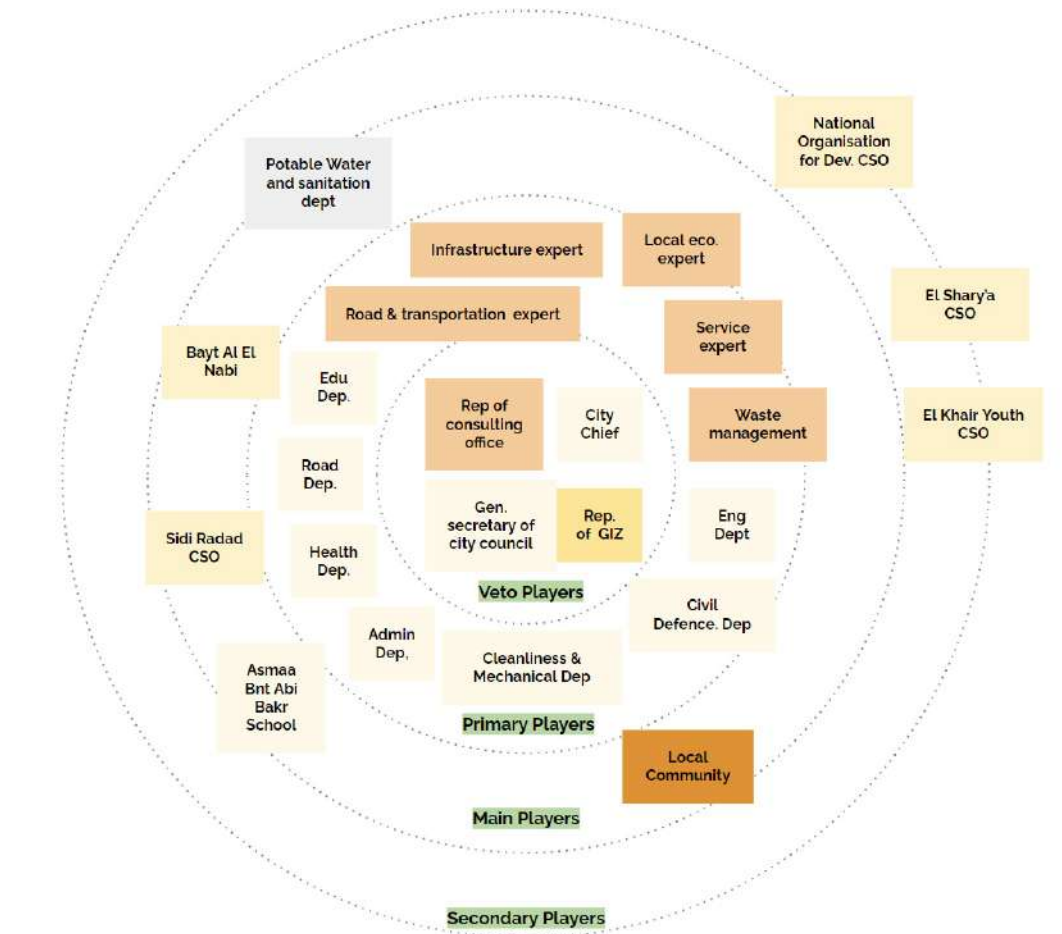 National
Organisation
for Dev. CSO
Potable Water
and sanitation
dept
Infrastructure expert
Local eco.
expert
El Shary'a
CSO
Road & transportation expert
Service
expert
Bayt Al El
Nabi
Edu
Dep.
Rep of
consulting
office
City
Chief
Waste
management
El Khair Youth
CSO
Road
Dep.
Gen.
secretary of
city council
Rep.
of GIZ
Eng
Dept
Sidi Radad
CSO
Health
Dep.
Veto Players
Civil
Defence. Dep
Admin
Dep,
Cleanliness &
Mechanical Dep
Asmaa
Bnt Abi
Bakr
School
Primary Players
Local
Community
Main Players
Secondary Players